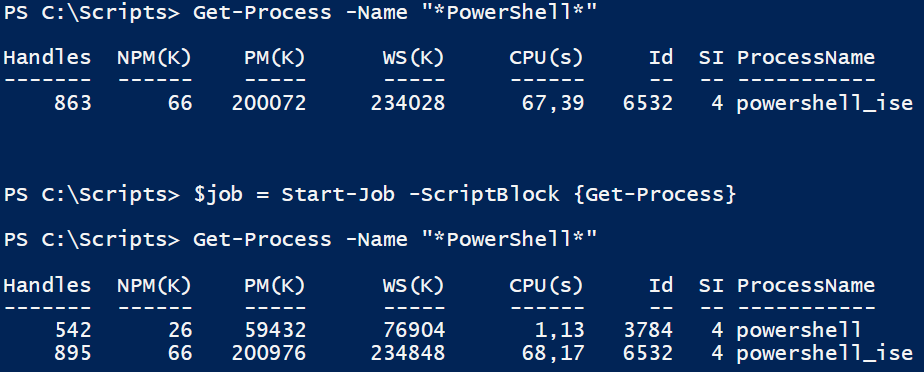 PS C:\Scripts> Get-Process -Name "*PowerShell*"
Handles NPM(K) PM(K) WS(K) CPU(s) Id SI ProcessName
------- ------ ----- ----- ------ -- -- -----------
863 66 200072 234028 67,39 6532 4 powershell_ise
PS C:\Scripts> $job = Start-Job -ScriptBlock {Get-Process}
PS C:\Scripts> Get-Process -Name "*PowerShell*"
Handles NPM(K) PM(K) WS(K) CPU(s) Id SI ProcessName
------- ------ ----- ----- ------ -- -- -----------
542 26 59432 76904 1,13 3784 4 powershell
895 66 200976 234848 68,17 6532 4 powershell_ise